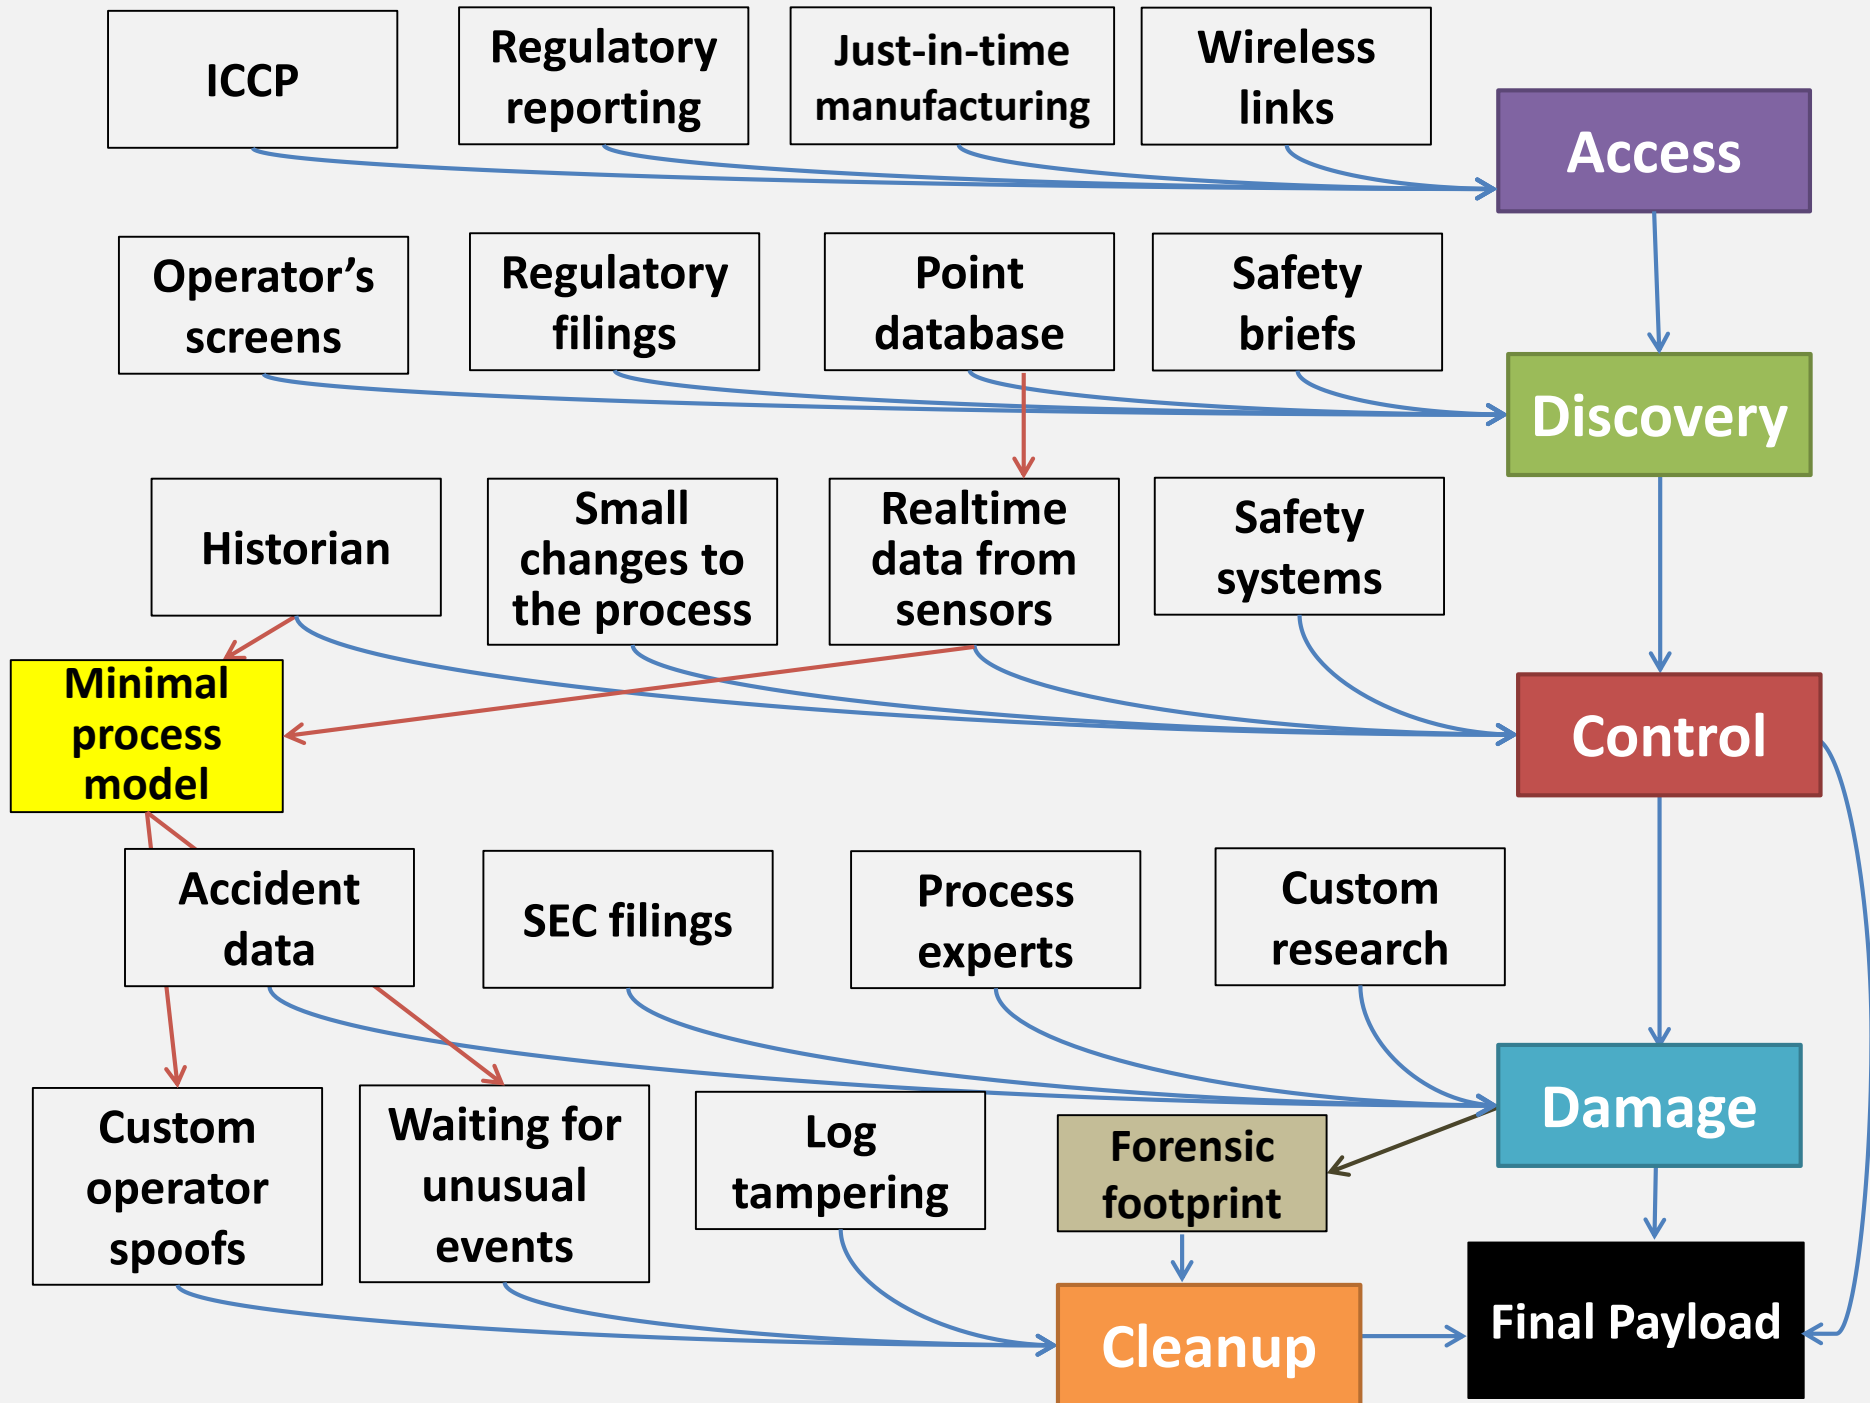 ICCP
Regulatory
reporting
Just-in-time
manufacturing
Wireless
links
Access
Operator’s
screens
Regulatory
filings
Point
database
Safety
briefs
Discovery
Historian
Small
changes to
the process
Realtime
data from
sensors
Safety
systems
Minimal
process
model
Control
Accident
data
SEC filings
Process
experts
Custom
research
Damage
Custom
operator
spoofs
Waiting for
unusual
events
Log
tampering
Forensic
footprint
Cleanup
Final Payload